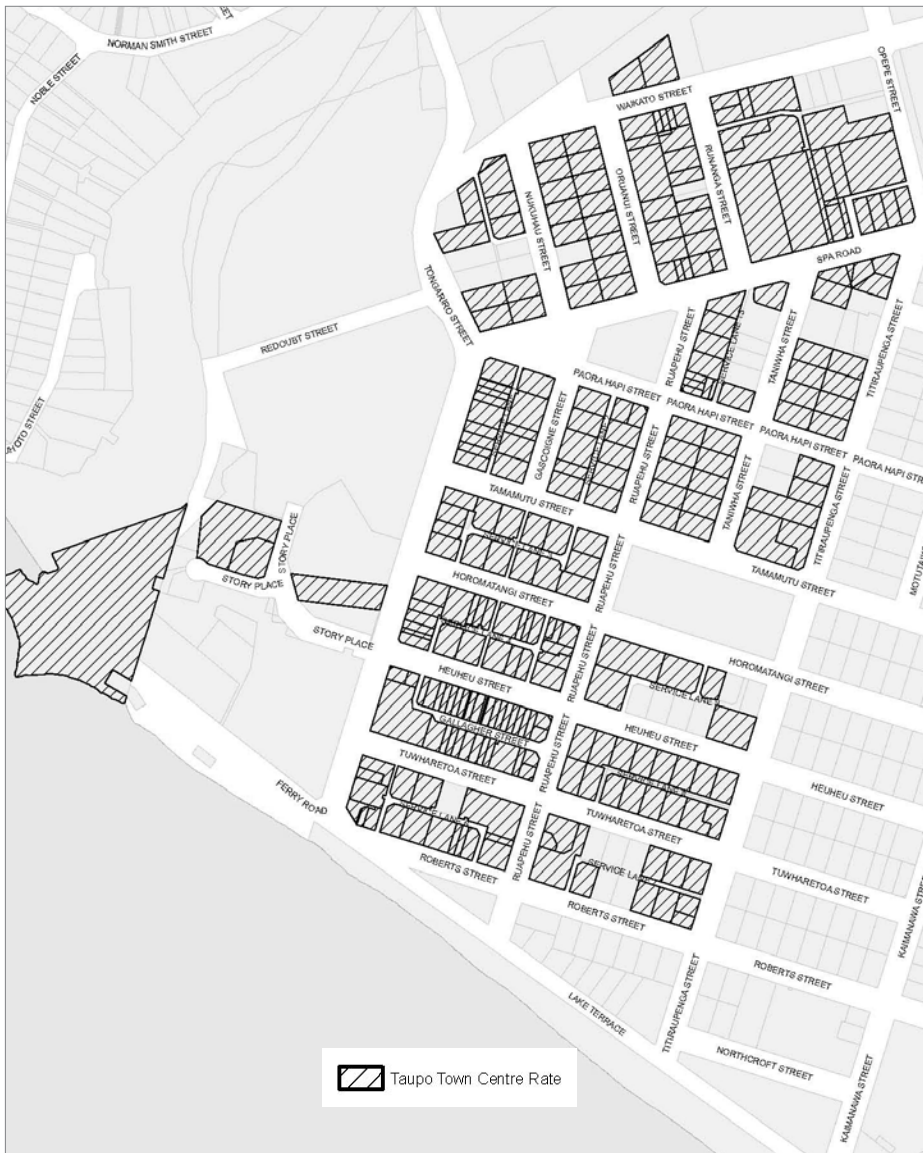 NORMAN SMITH STREET
NOBLE STREET
OPEPE STREET
WAIKATO STREET
RUNANGA STREET
ORUANUI STREET
NUKUHAU STREET
SPA ROAD
TONGARIRO STREET
REDOUBT STREET
RUAPEHU STREET
SERVICE LANE
TANIWHA STREET
TITIRAUPENGA STREET
PAORA HAPI STREET
PAORA HAPI STREET
PAORA HAPI STREET
PAORA HAPI STREET
GASCOIGNE STREET
RUAPEHU STREET
TANIWHA STREET
TITIRAUPENGA STREET
TAMAMUTU STREET
TAMAMUTU STREET
STORY PLACE
STORY PLACE
STORY PLACE
HOROMATANGI STREET
RUAPEHU STREET
HEUHEU STREET
RUAPEHU STREET
HOROMATANGI STREET
SERVICE LANE
HEUHEU STREET
GALLAGHER STREET
RUAPEHU STREET
TUWHARETOA STREET
HEUHEU STREET
FERRY ROAD
TUWHARETOA STREET
RUAPEHU STREET
ROBERTS STREET
SERVICE LANE
TUWHARETOA STREET
ROBERTS STREET
KAIMANAWA STREET
ROBERTS STREET
LAKE TERRACE
TITIRAUPENGA STREET
NORTHCROFT STREET
KAIMANAWA STREET
Taupo Town Centre Rate